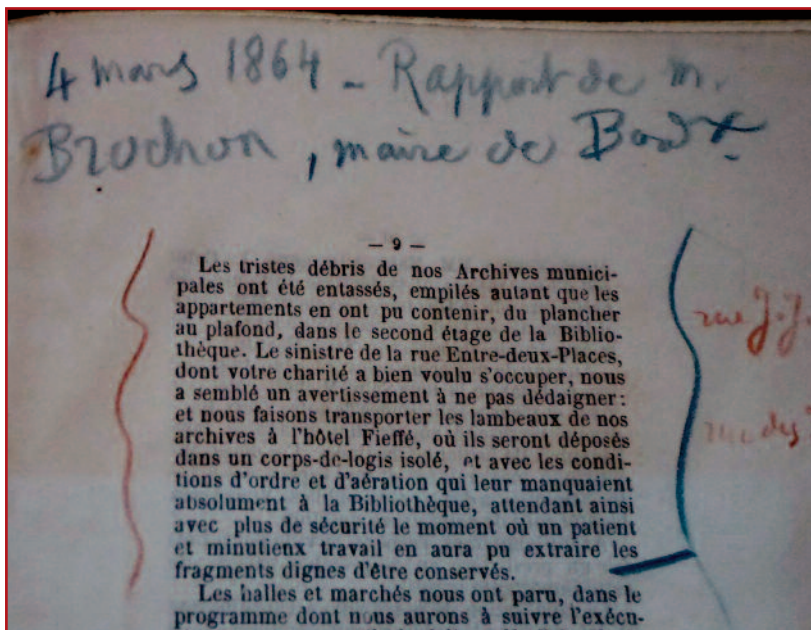 4 mars 1864 - Rapport de M.
Brochon, maire de Bordx
— 9 —
Les tristes débris de nos Archives munici-
pales ont été entassés, empilés autant que les
appartements en ont pu contenir, du plancher
au plafond, dans le second étage de la Biblio-
thèque. Le sinistre de la rue Entre-deux-Places,
dont votre charité a bien voulu s'occuper, nous
a semblé un avertissement à ne pas dédaigner:
et nous faisons transporter les lambeaux de nos
archives à l'hôtel Fieffé, où ils seront déposés
dans un corps-de-logis isolé, et avec les condi-
tions d'ordre et d'aération qui leur manquaient
absolument à la Bibliothèque, attendant ainsi
avec plus de sécurité le moment où un patient
et minutienx travail en aura pu extraire les
fragments dignes d'être conservés.
Les halles et marchés nous ont paru, dans le
programme dont nous aurons à suivre l'exécu-
rue J.J.
rue des